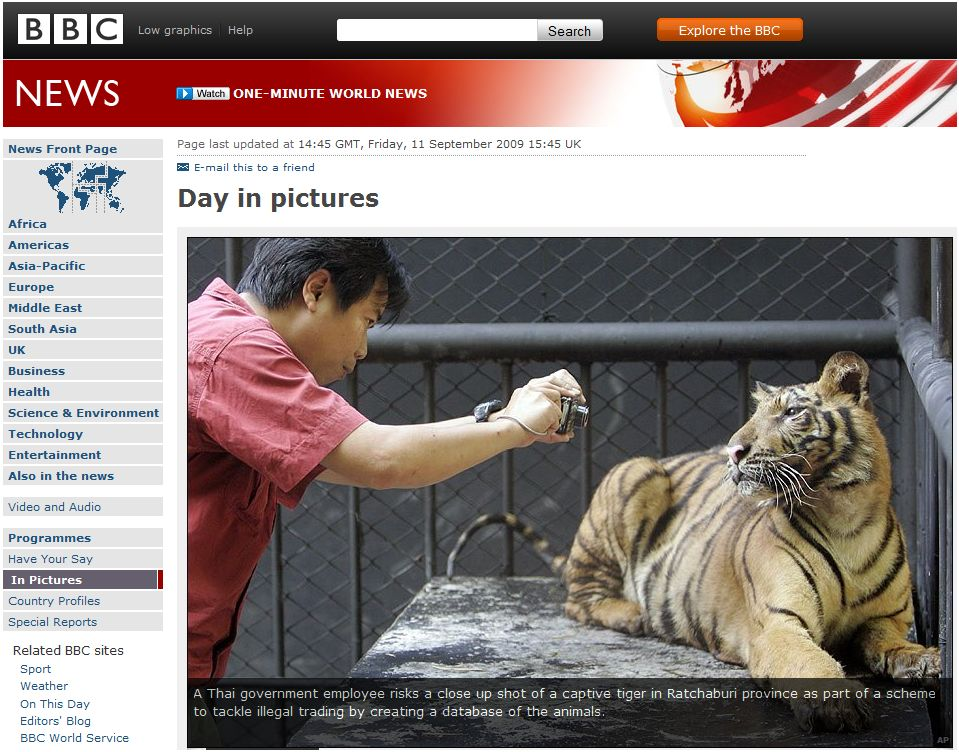 BBC
Low graphics
Help
Search
Explore the BBC
NEWS
Watch ONE-MINUTE WORLD NEWS
News Front Page
Africa
Americas
Asia-Pacific
Europe
Middle East
South Asia
UK
Business
Health
Science & Environment
Technology
Entertainment
Also in the news
Video and Audio
Programmes
Have Your Say
In Pictures
Country Profiles
Special Reports
Related BBC sites
Sport
Weather
On This Day
Editors' Blog
BBC World Service
Page last updated at 14:45 GMT, Friday, 11 September 2009 15:45 UK
E-mail this to a friend
Day in pictures
A Thai government employee risks a close up shot of a captive tiger in Ratchaburi province as part of a scheme
to tackle illegal trading by creating a database of the animals.
AP